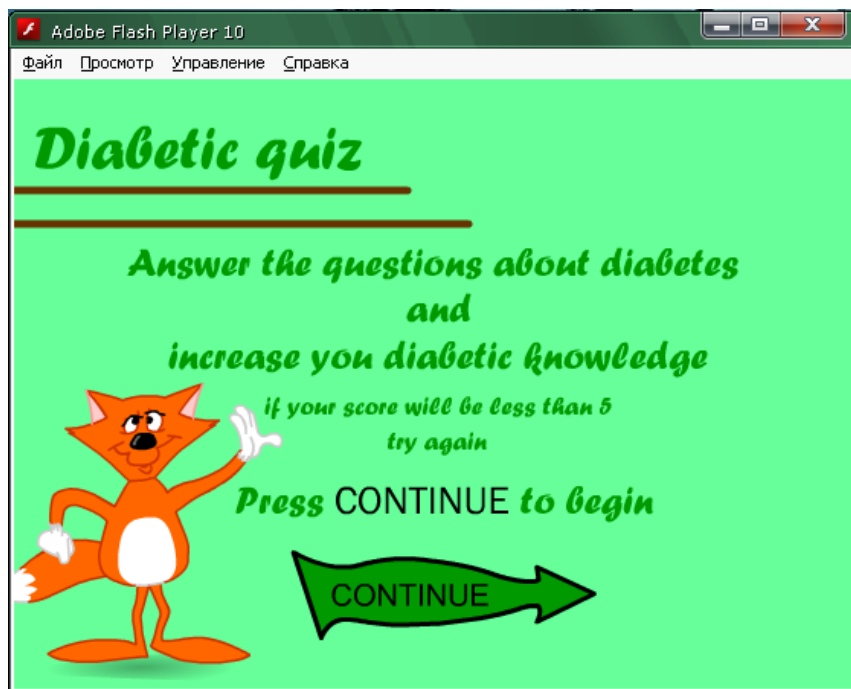 Adobe Flash Player 10
Файл Просмотр Управление Справка
Diabetic quiz
Answer the questions about diabetes
and
increase you diabetic knowledge
if your score will be less than 5
try again
Press CONTINUE to begin
CONTINUE